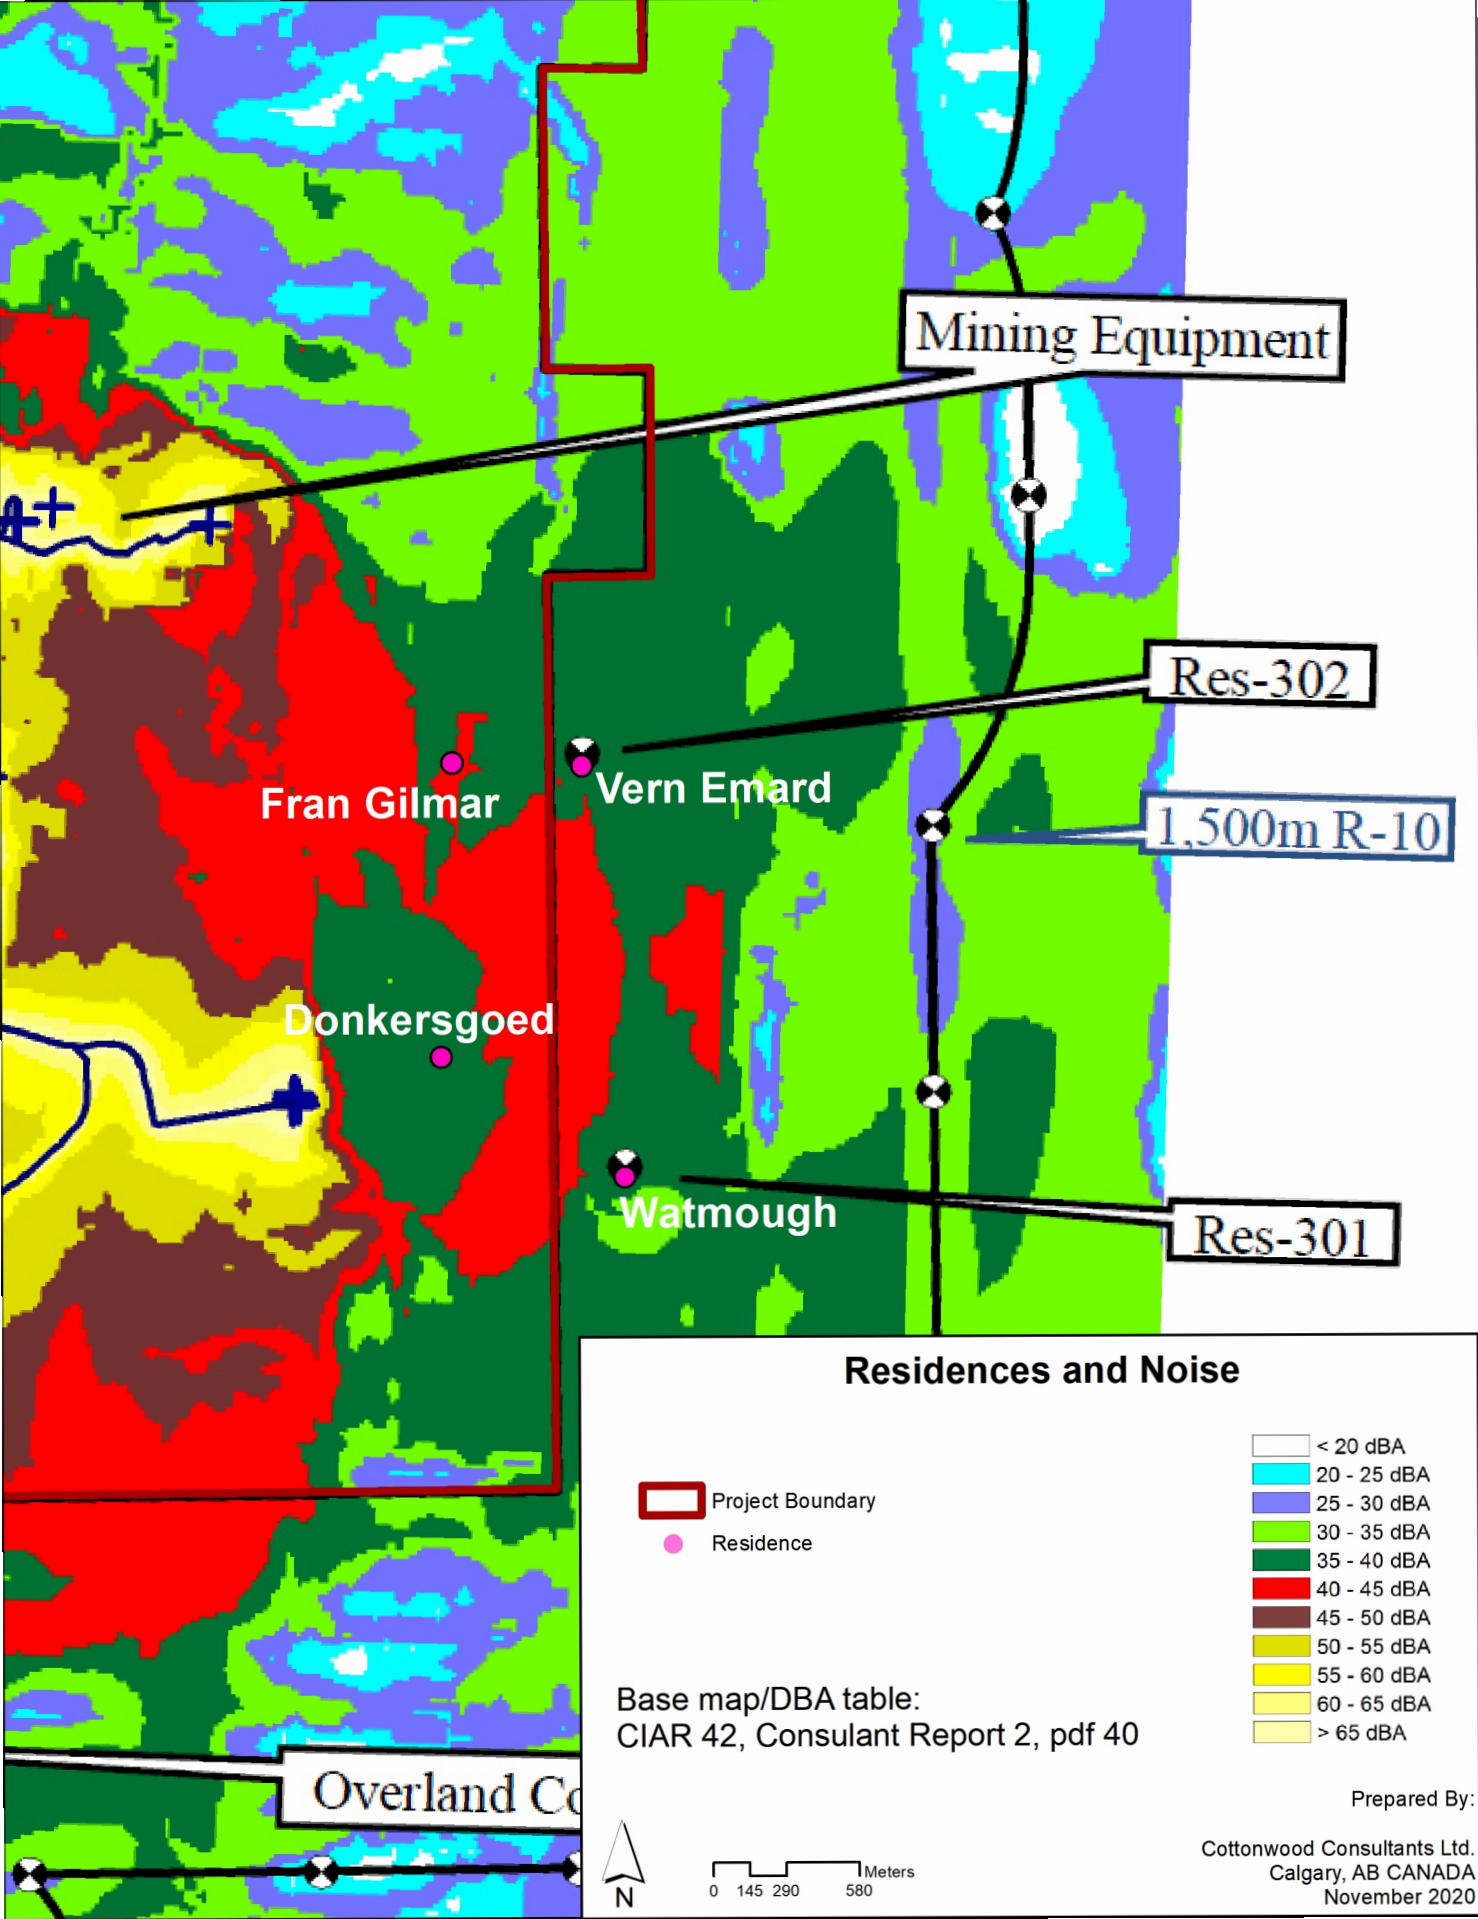 Mining Equipment
Res-302
Vern Emard
Fran Gilmar
1,500m R-10
Donkersgoed
Watmough
Res-301
Residences and Noise
Project Boundary
Residence
< 20 dBA
20 - 25 dBA
25 - 30 dBA
30 - 35 dBA
35 - 40 dBA
40 - 45 dBA
45 - 50 dBA
50 - 55 dBA
55 - 60 dBA
60 - 65 dBA
> 65 dBA
Base map/DBA table:
CIAR 42, Consulant Report 2, pdf 40
Overland Co
Prepared By:
Cottonwood Consultants Ltd.
Calgary, AB CANADA
November 2020
Meters
0 145 290 580
N